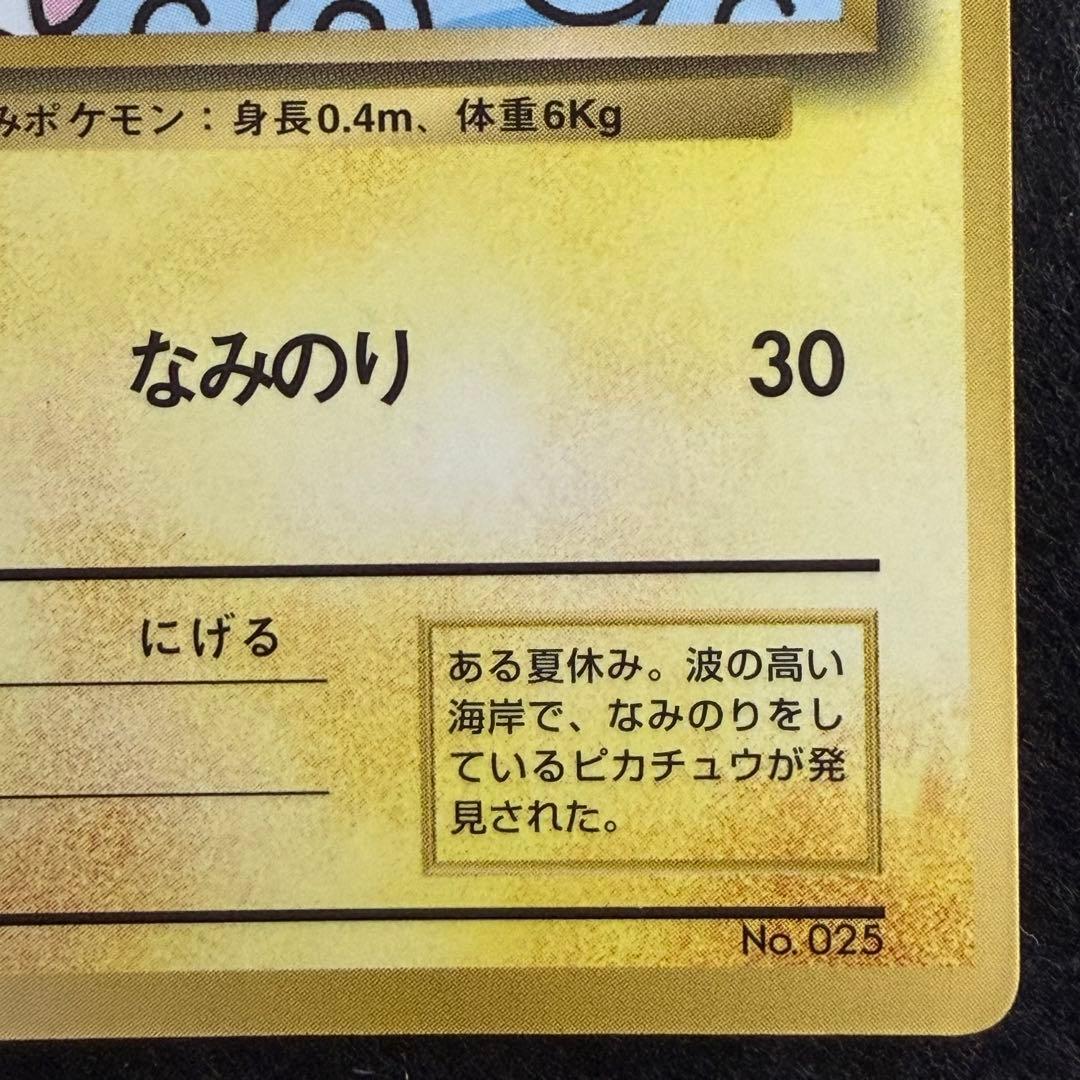 みポケモン：身長0.4m、体重6Kg
なみのり 30
にげる
ある夏休み。波の高い
海岸で、なみのりをし
ているピカチュウが発
見された。
No. 025